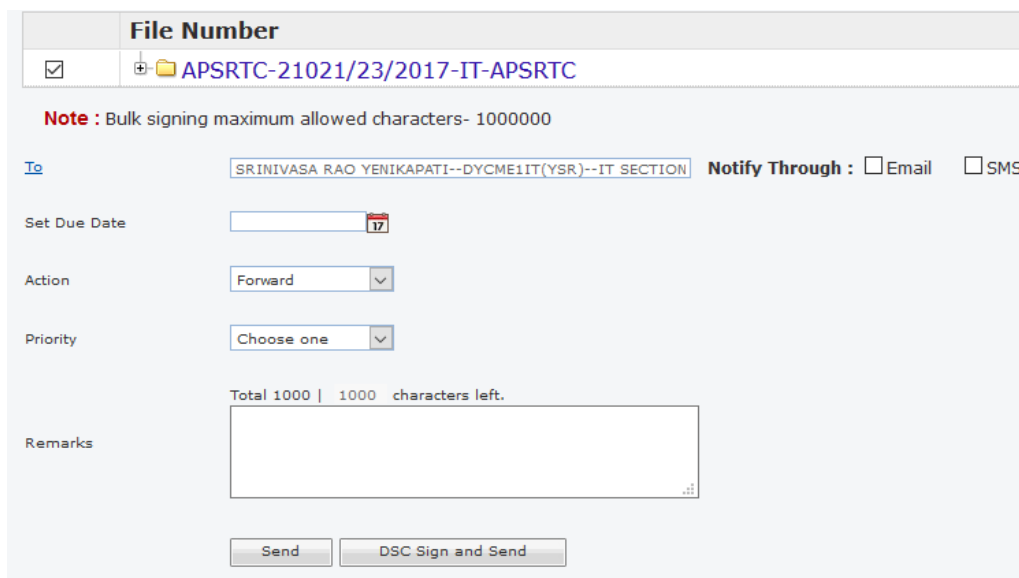 File Number
APSRTC-21021/23/2017-IT-APSRTC
Note : Bulk signing maximum allowed characters- 1000000
To SRINIVASA RAO YENIKAPATI--DYCME1IT(YSR)--IT SECTION Notify Through : Email SMS
Set Due Date 17
Action Forward
Priority Choose one
Total 1000 | 1000 characters left.
Remarks
Send DSC Sign and Send